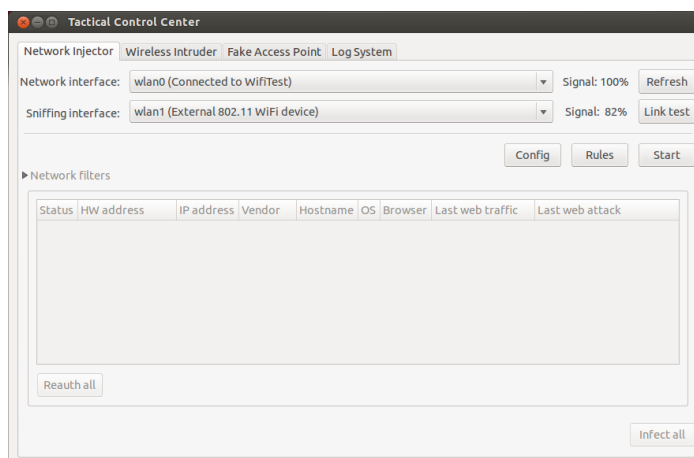 Tactical Control Center
Network Injector Wireless Intruder Fake Access Point Log System
Network interface: wlan0 (Connected to WifiTest) Signal: 100% Refresh
Sniffing interface: wlan1 (External 802.11 WiFi device) Signal: 82% Link test
Config Rules Start
Network filters
Status HW address IP address Vendor Hostname OS Browser Last web traffic Last web attack
Reauth all
Infect all